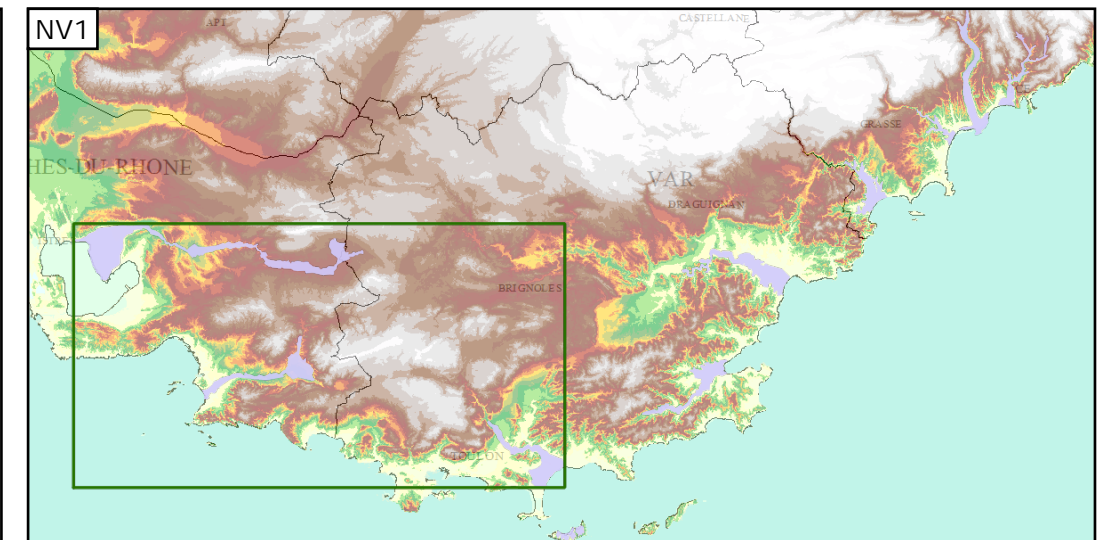 NV1
APT
CASTELLANE
GRASSE
HES-DU-RHONE
VAR
DRAGUIGNAN
BRIGNOLES
TOULON